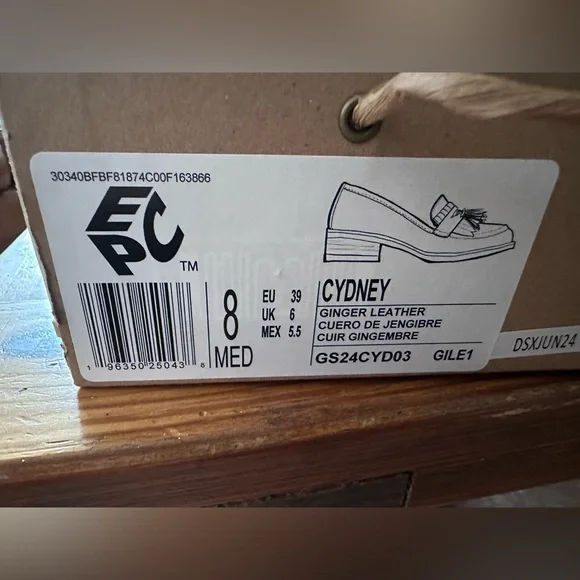 30340BFBF81874C00F163866
EPC TM
1 96350 25043 8
8
MED
EU 39
UK 6
MEX 5.5
CYDNEY
GINGER LEATHER
CUERO DE JENGIBRE
CUIR GINGEMBRE
GS24CYD03 GILE1
DSXJUN24